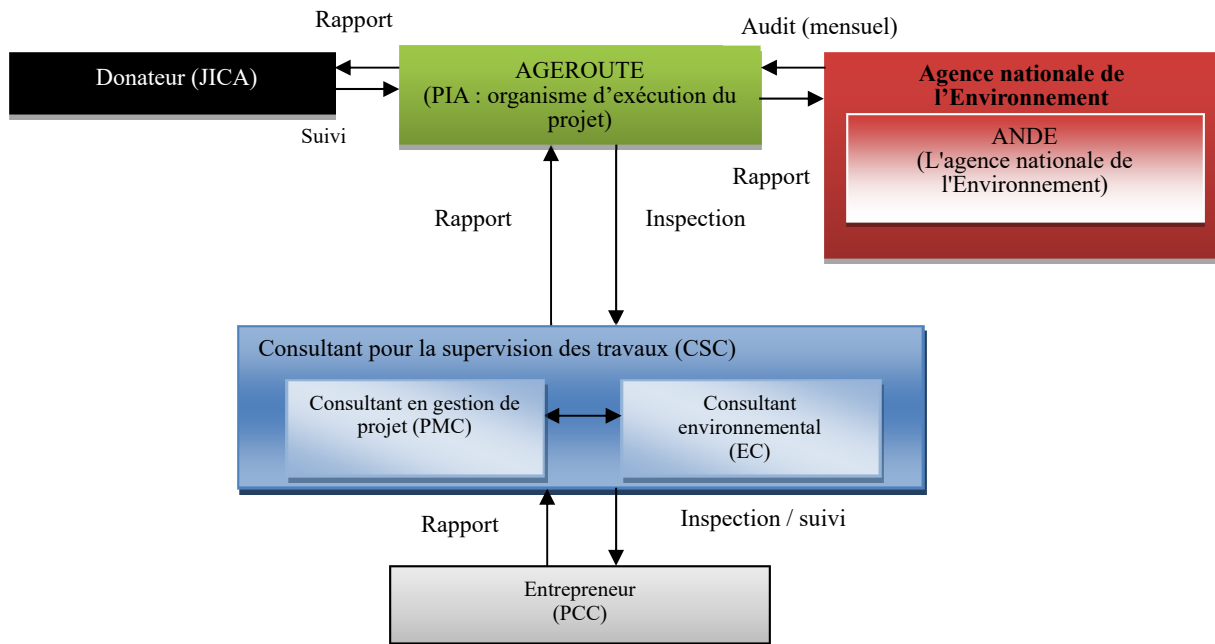 Rapport
Audit (mensuel)
Donateur (JICA)
AGEROUTE
(PIA : organisme d’exécution du
projet)
Agence nationale de
l’Environnement
Suivi
ANDE
(L'agence nationale de
l'Environnement)
Rapport
Rapport
Inspection
Consultant pour la supervision des travaux (CSC)
Consultant en gestion de
projet (PMC)
Consultant
environnemental
(EC)
Rapport
Inspection / suivi
Entrepreneur
(PCC)